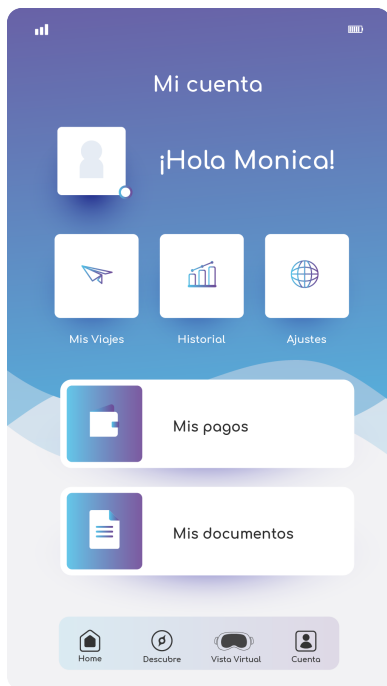 Mi cuenta
¡Hola Monica!
Mis Viajes
Historial
Ajustes
Mis pagos
Mis documentos
Home
Descubre
Vista Virtual
Cuenta